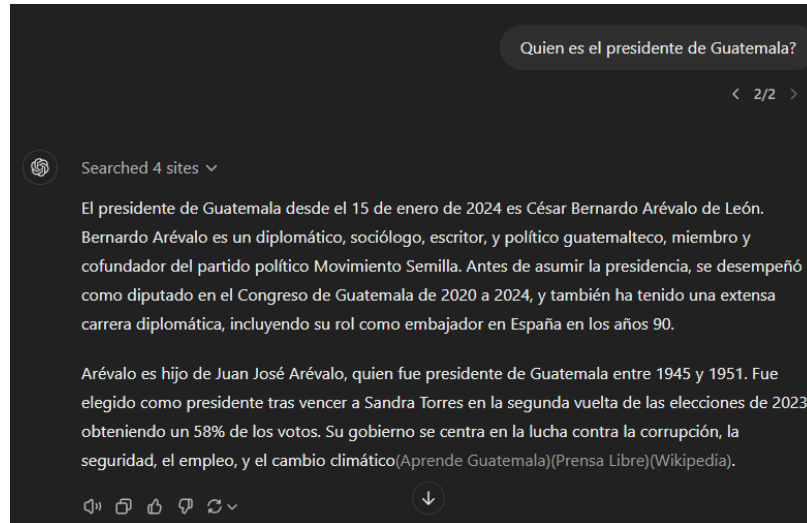 Quien es el presidente de Guatemala?
2/2
Searched 4 sites
El presidente de Guatemala desde el 15 de enero de 2024 es César Bernardo Arévalo de León.
Bernardo Arévalo es un diplomático, sociólogo, escritor, y político guatemalteco, miembro y
cofundador del partido político Movimiento Semilla. Antes de asumir la presidencia, se desempeñó
como diputado en el Congreso de Guatemala de 2020 a 2024, y también ha tenido una extensa
carrera diplomática, incluyendo su rol como embajador en España en los años 90.
Arévalo es hijo de Juan José Arévalo, quien fue presidente de Guatemala entre 1945 y 1951. Fue
elegido como presidente tras vencer a Sandra Torres en la segunda vuelta de las elecciones de 2023
obteniendo un 58% de los votos. Su gobierno se centra en la lucha contra la corrupción, la
seguridad, el empleo, y el cambio climático(Aprende Guatemala)(Prensa Libre)(Wikipedia).